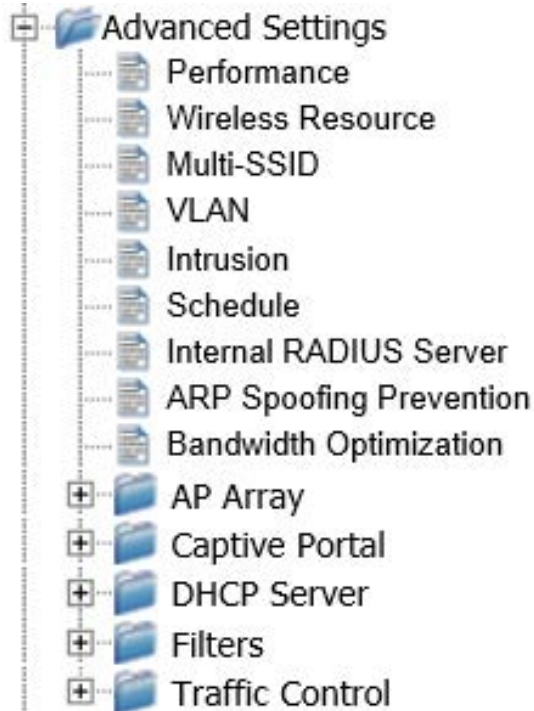 Advanced Settings
Performance
Wireless Resource
Multi-SSID
VLAN
Intrusion
Schedule
Internal RADIUS Server
ARP Spoofing Prevention
Bandwidth Optimization
AP Array
Captive Portal
DHCP Server
Filters
Traffic Control